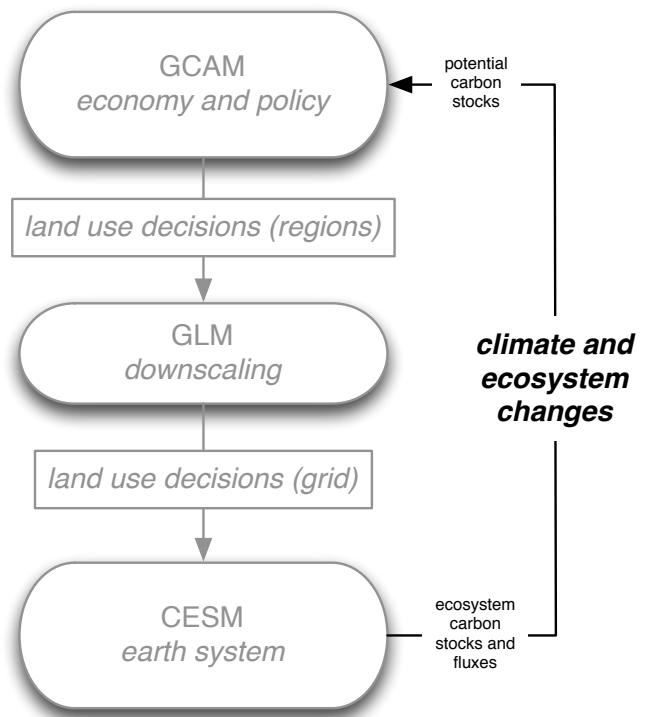 GCAM
economy and policy
potential
carbon
stocks
land use decisions (regions)
GLM
downscaling
climate and
ecosystem
changes
land use decisions (grid)
CESM
earth system
ecosystem
carbon
stocks and
fluxes